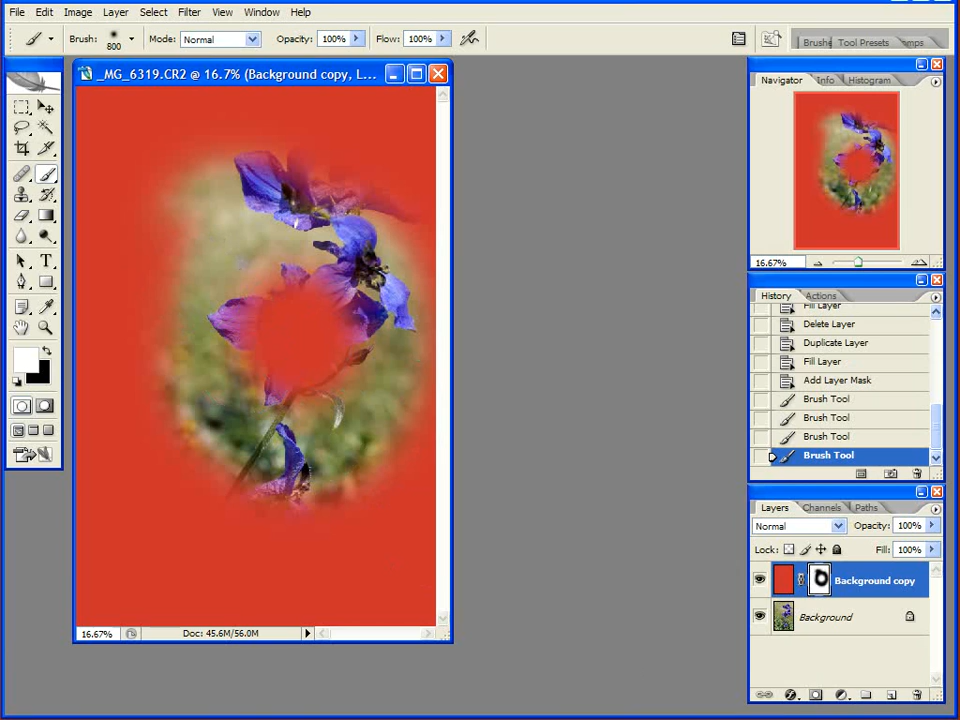 File Edit Image Layer Select Filter View Window Help
Brush: 800 Mode: Normal Opacity: 100% Flow: 100%
Brushe Tool Presets omps
_MG_6319.CR2 @ 16.7% (Background copy, L...
Navigator Info Histogram
16.67%
History Actions
Fill Layer
Delete Layer
Duplicate Layer
Fill Layer
Add Layer Mask
Brush Tool
Brush Tool
Brush Tool
Brush Tool
Layers Channels Paths
Normal Opacity: 100%
Lock: Fill: 100%
Background copy
Background
16.67% Doc: 45.6M/56.0M